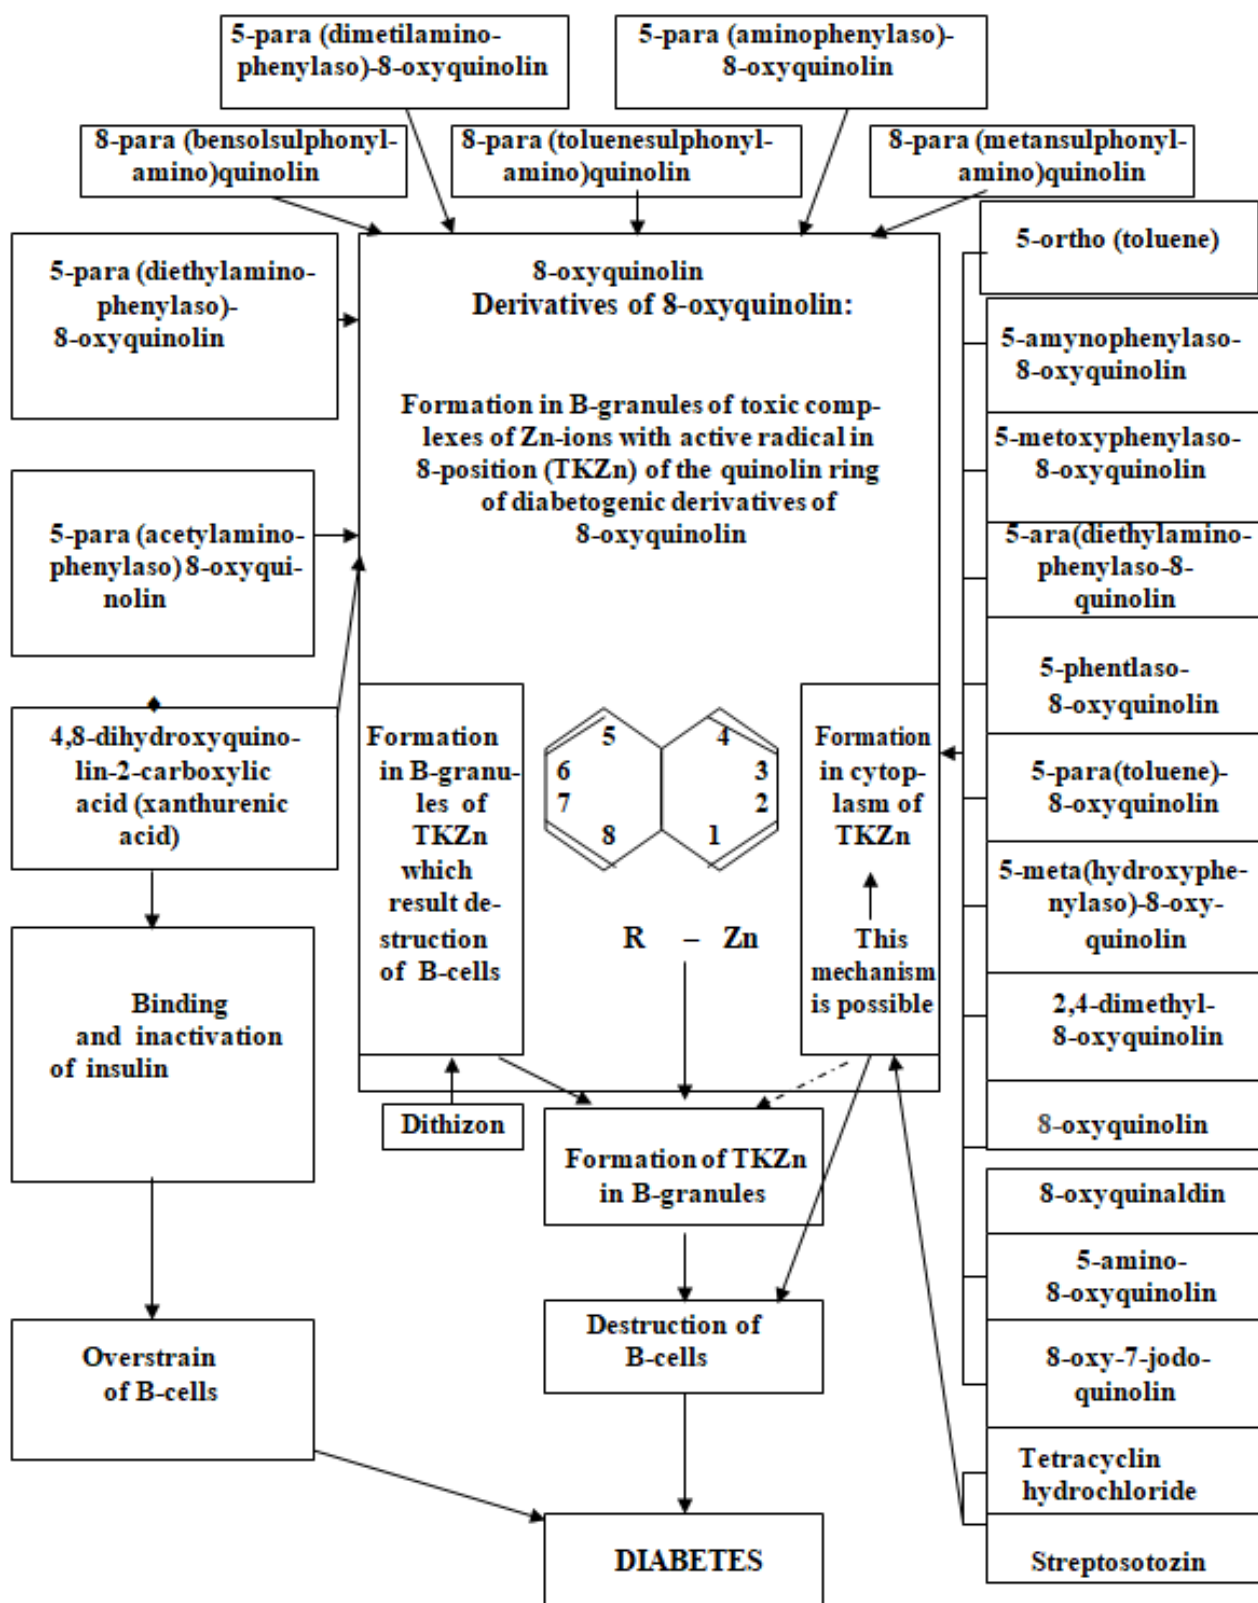 5-para (dimetilamino-
phenylaso)-8-oxyquinolin
5-para (aminophenylaso)-
8-oxyquinolin
8-para (bensolsulphonyl-
amino)quinolin
8-para (toluenesulphonyl-
amino)quinolin
8-para (metansulphonyl-
amino)quinolin
5-para (diethylamino-
phenylaso)-
8-oxyquinolin
5-para (acetylamino-
phenylaso) 8-oxyqui-
nolin
4,8-dihydroxyquino-
lin-2-carboxylic
acid (xanthurenic
acid)
Binding
and inactivation
of insulin
Overstrain
of B-cells
8-oxyquinolin
Derivatives of 8-oxyquinolin:
Formation in B-granules of toxic comp-
lexes of Zn-ions with active radical in
8-position (TKZn) of the quinolin ring
of diabetogenic derivatives of
8-oxyquinolin
Formation
in B-granu-
les of
TKZn
which
result de-
struction
of B-cells
5
4
6
3
7
2
8
1
R – Zn
Formation
in cytop-
lasm of
TKZn
This
mechanism
is possible
Dithizon
Formation of TKZn
in B-granules
Destruction of
B-cells
DIABETES
5-ortho (toluene)
5-amynophenylaso-
8-oxyquinolin
5-metoxyphenylaso-
8-oxyquinolin
5-ara(diethylamino-
phenylaso-8-
quinolin
5-phentlaso-
8-oxyquinolin
5-para(toluene)-
8-oxyquinolin
5-meta(hydroxyphe-
nylaso)-8-oxy-
quinolin
2,4-dimethyl-
8-oxyquinolin
8-oxyquinolin
8-oxyquinaldin
5-amino-
8-oxyquinolin
8-oxy-7-jodo-
quinolin
Tetracyclin
hydrochloride
Streptosotozin